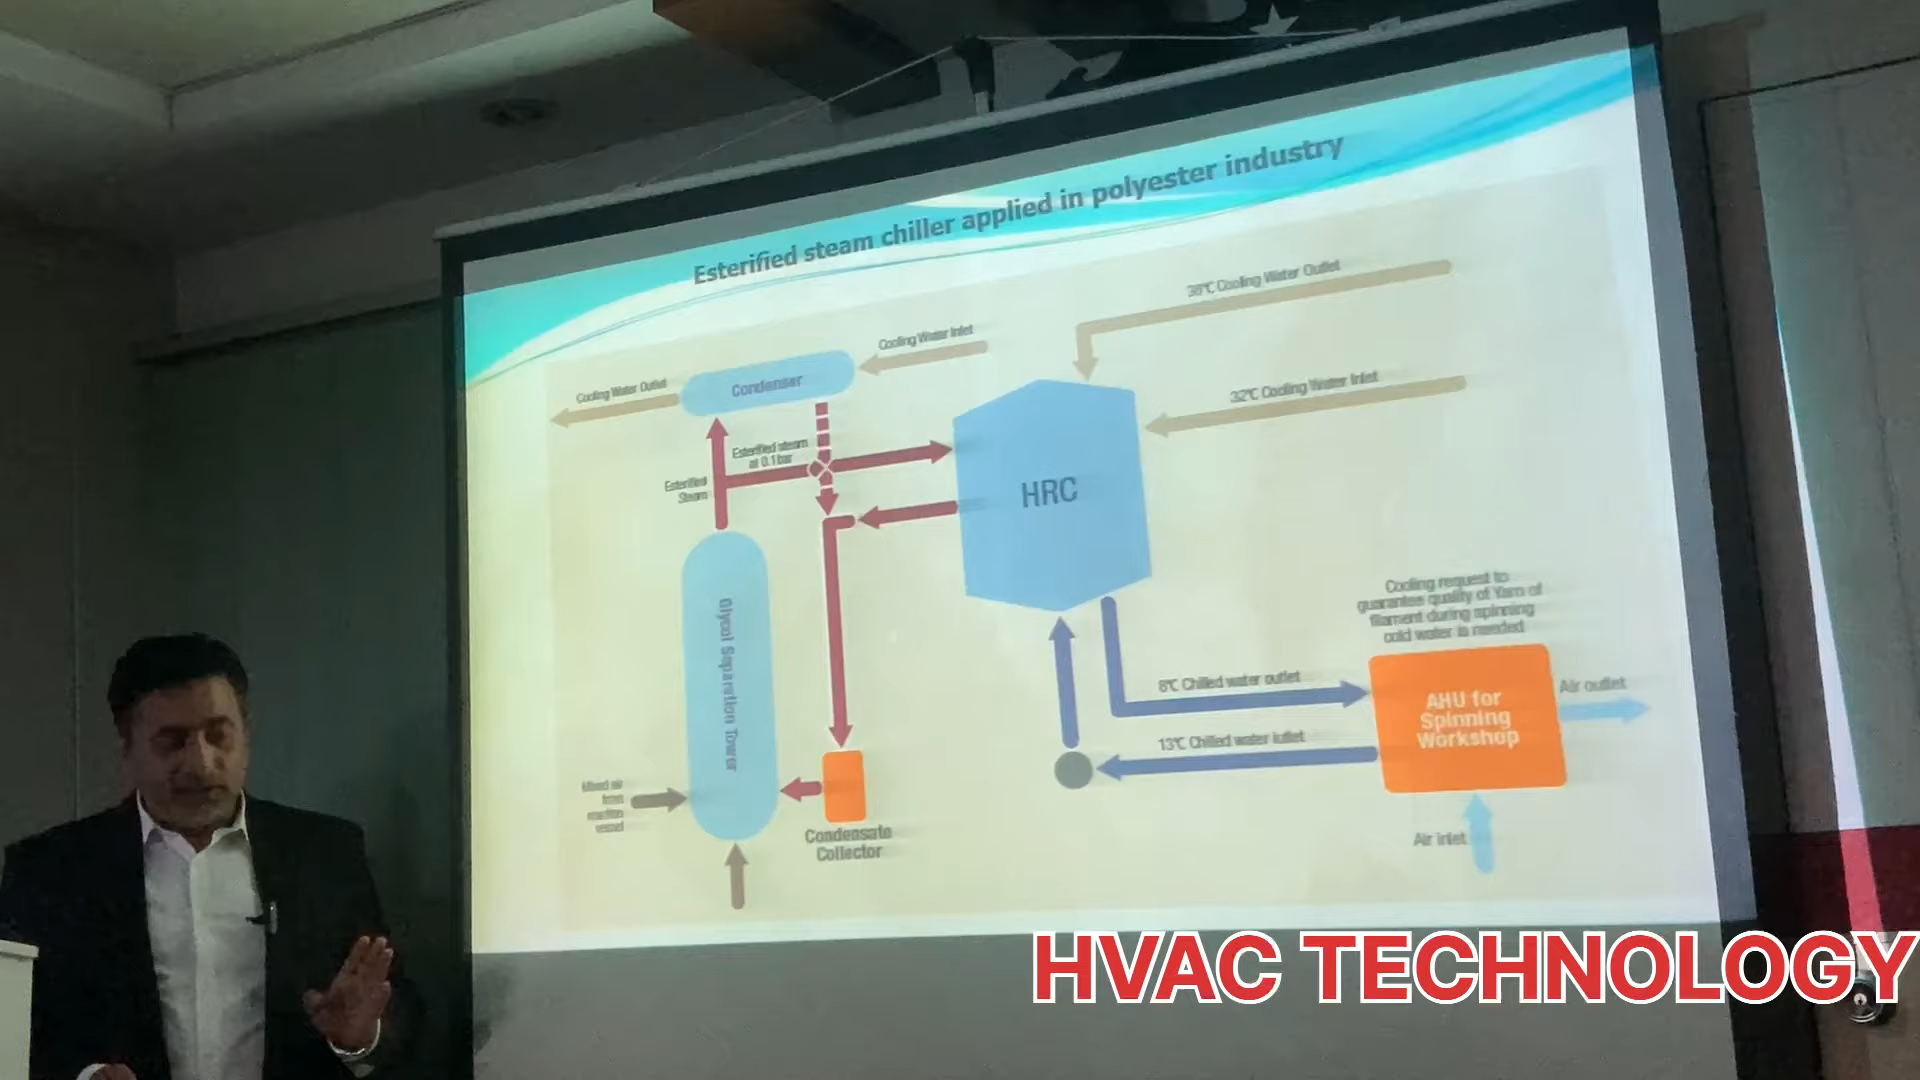 Esterified steam chiller applied in polyester industry
38℃ Cooling Water Outlet
Cooling Water Inlet
Condenser
Cooling Water Outlet
32℃ Cooling Water Inlet
Esterified steam
at 0.1 bar
Esterified
Steam
HRC
Glycol Separation Tower
Cooling request to
guarantee quality of Yarn of
filament during spinning
cold water is needed
8℃ Chilled water outlet
AHU for
Spinning
Workshop
Air outlet
13℃ Chilled water
Mixed air
from
reaction
vessel
Condensate
Collector
Air inlet
HVAC TECHNOLOGY